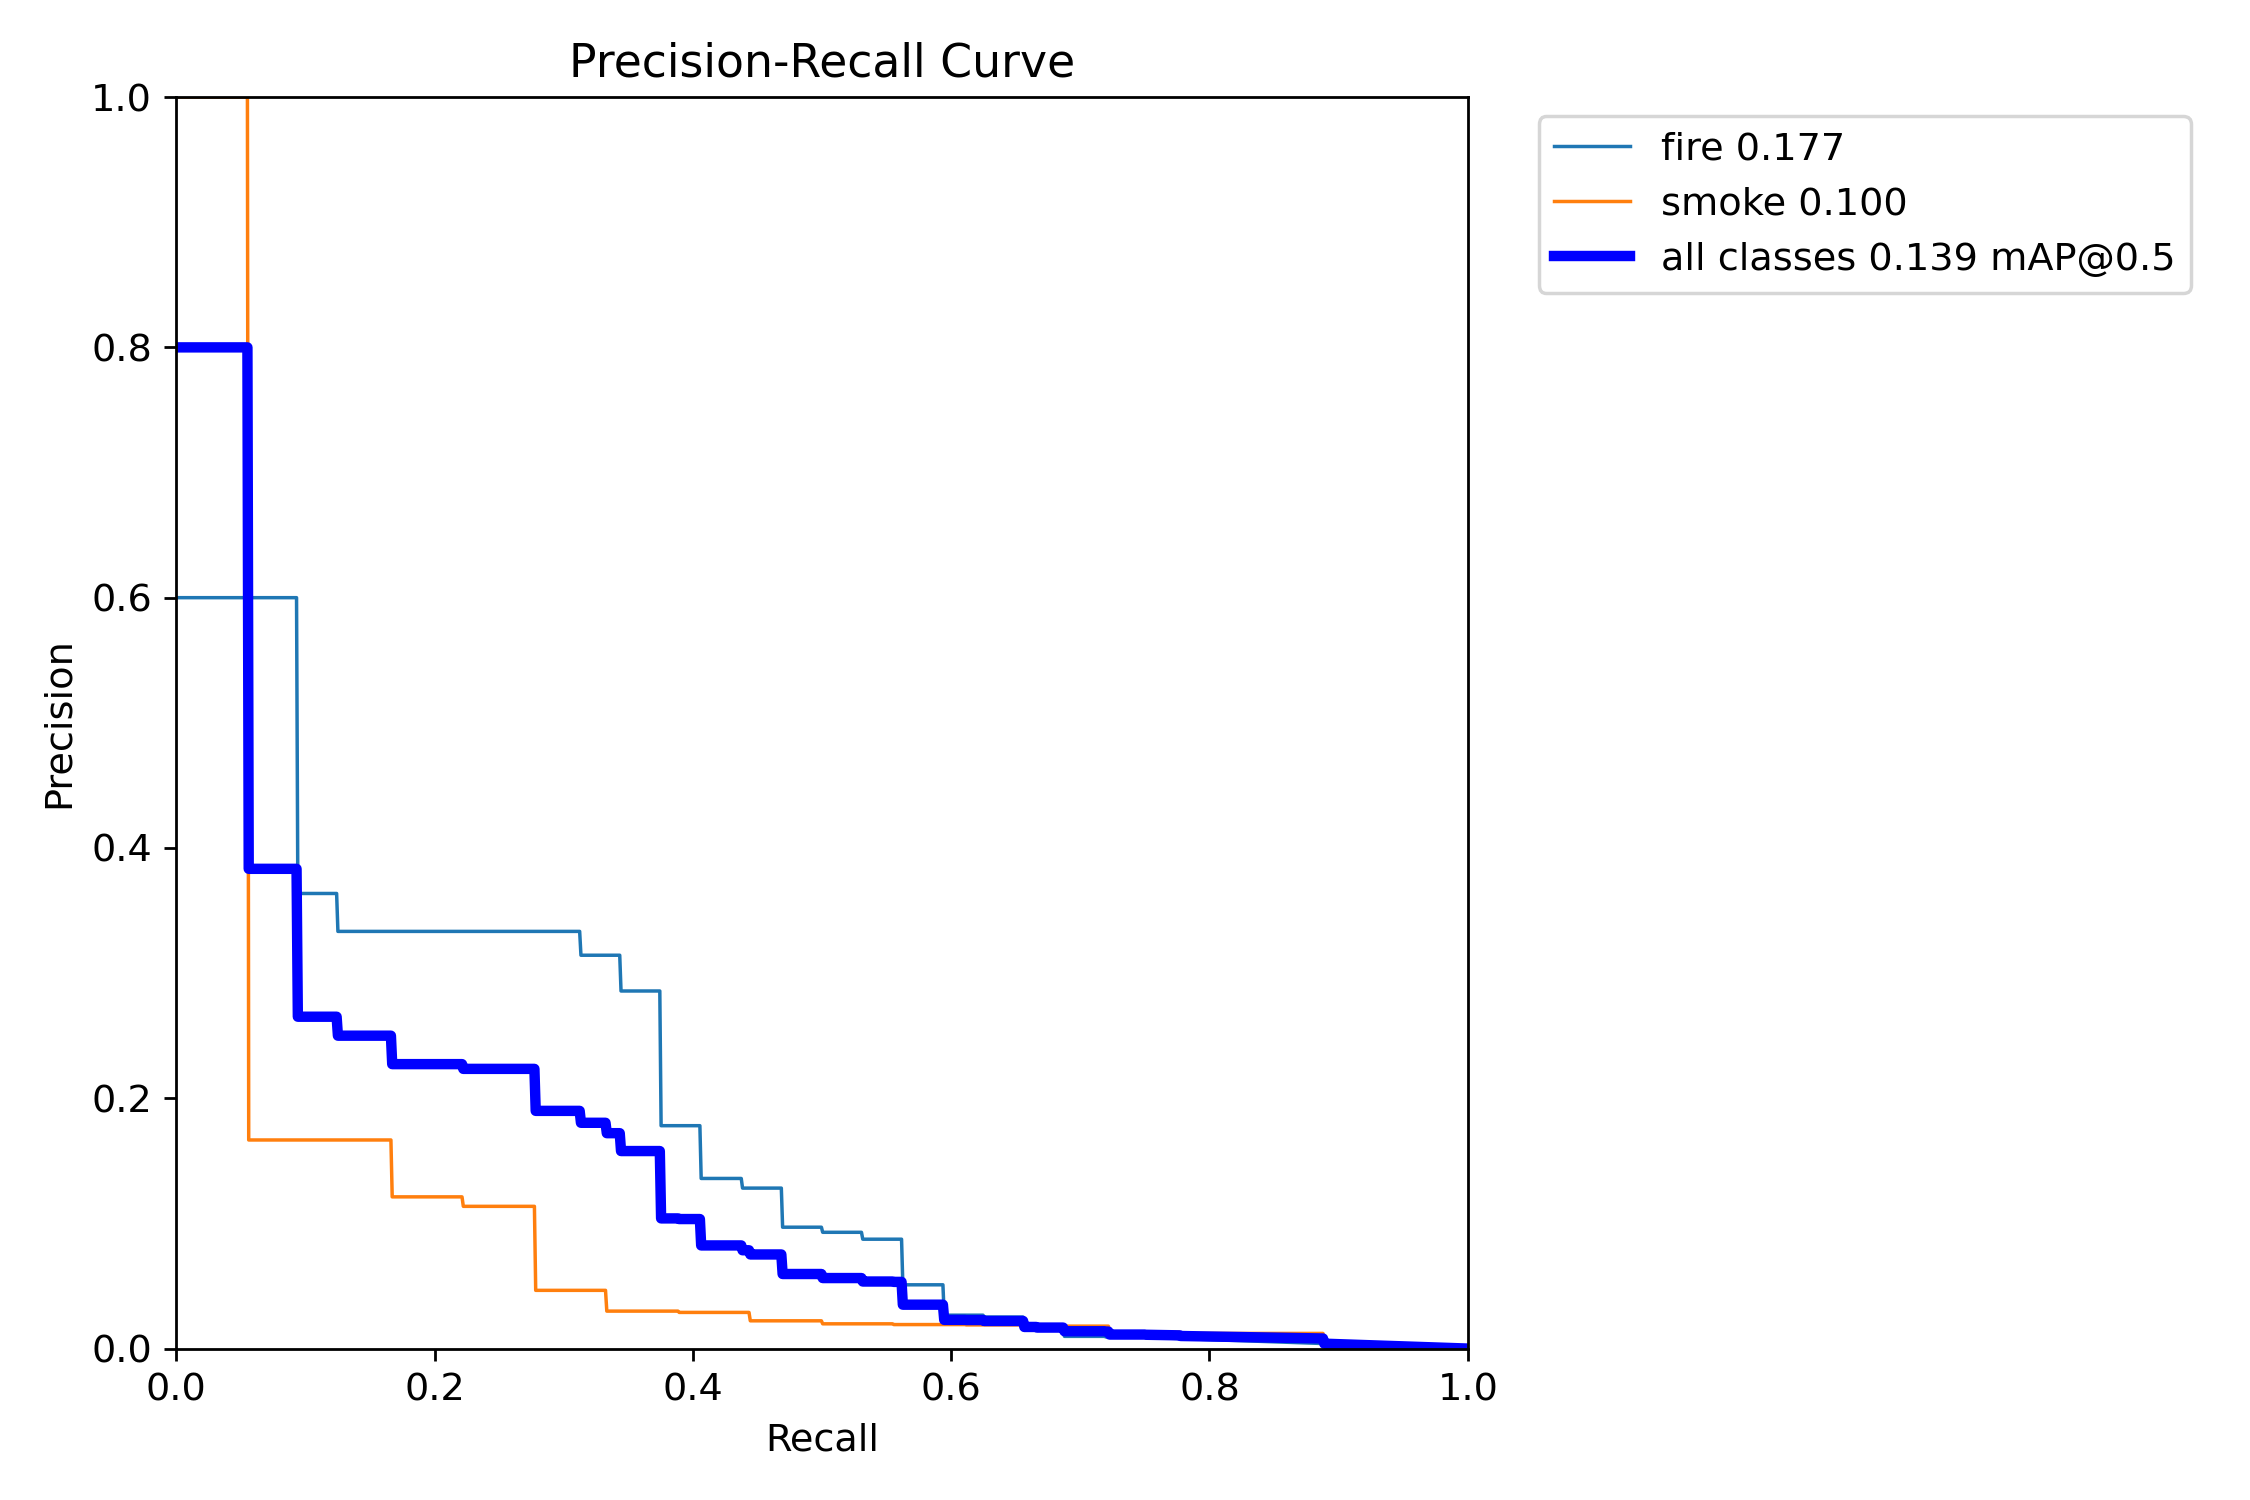 Precision-Recall Curve
1.0
0.8
0.6
0.4
0.2
0.0
Precision
0.0 0.2 0.4 0.6 0.8 1.0
Recall
fire 0.177
smoke 0.100
all classes 0.139 mAP@0.5